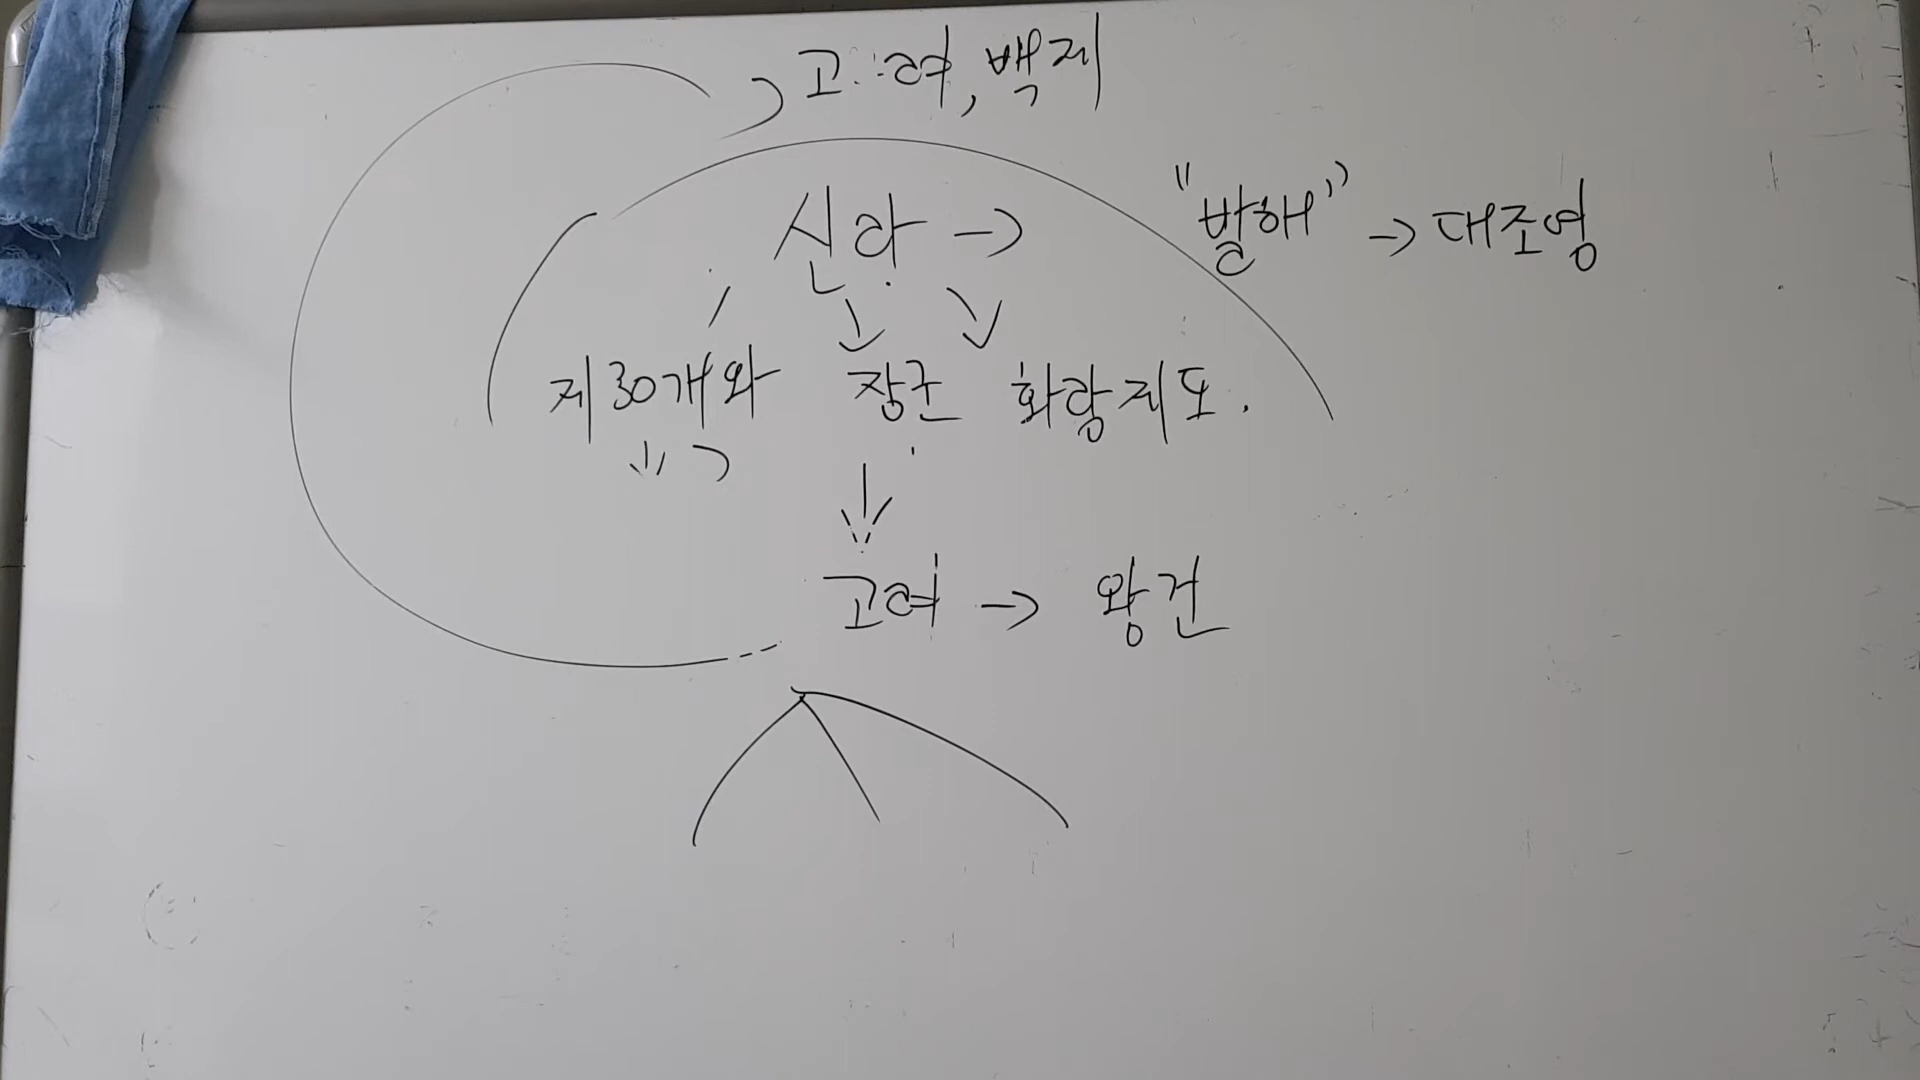 고려, 백제
신라 → "발해" → 대조영
제30개와 장군 화랑제도.
고려 → 왕건